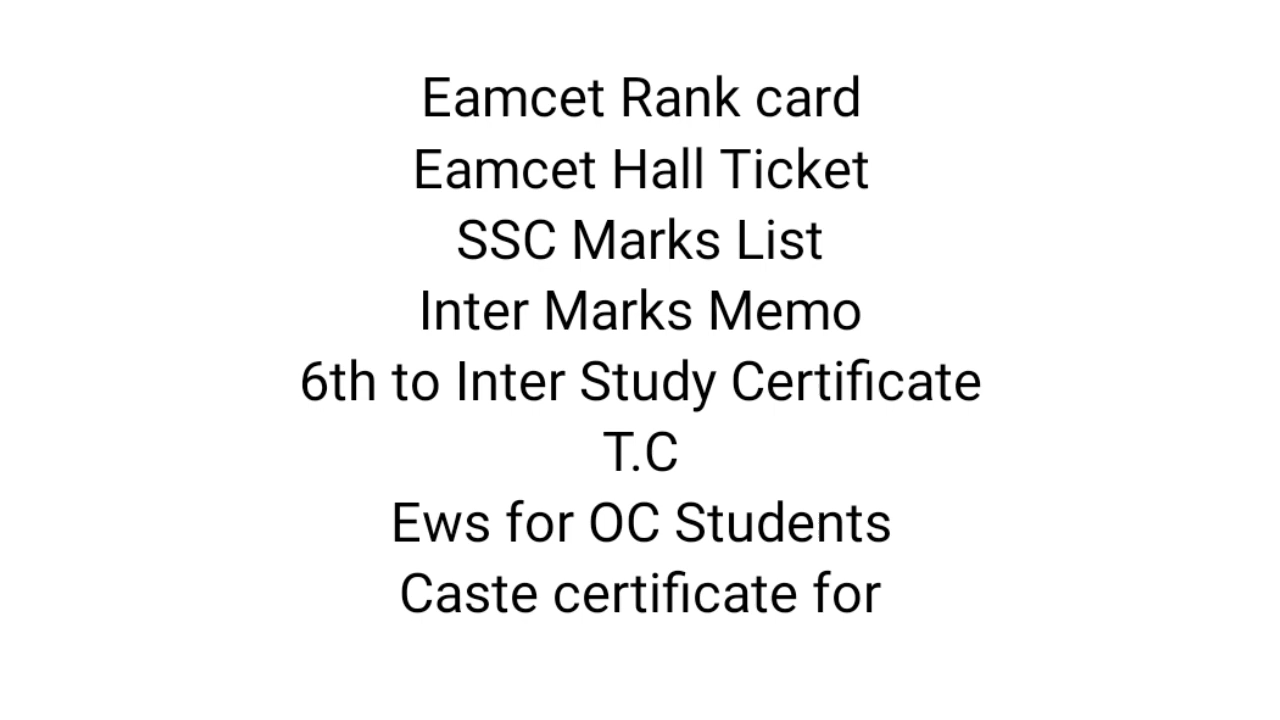 Eamcet Rank card
Eamcet Hall Ticket
SSC Marks List
Inter Marks Memo
6th to Inter Study Certificate
T.C
Ews for OC Students
Caste certificate for